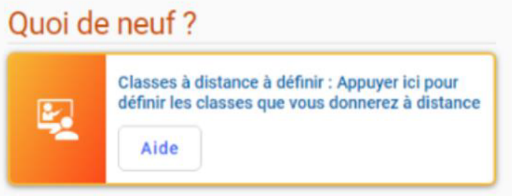 Quoi de neuf ?
Classes à distance à définir : Appuyer ici pour
définir les classes que vous donnerez à distance
Aide